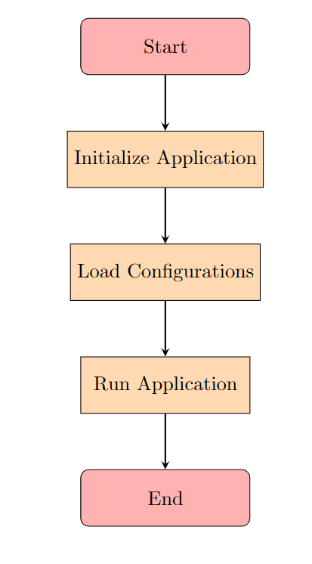 Start
Initialize Application
Load Configurations
Run Application
End